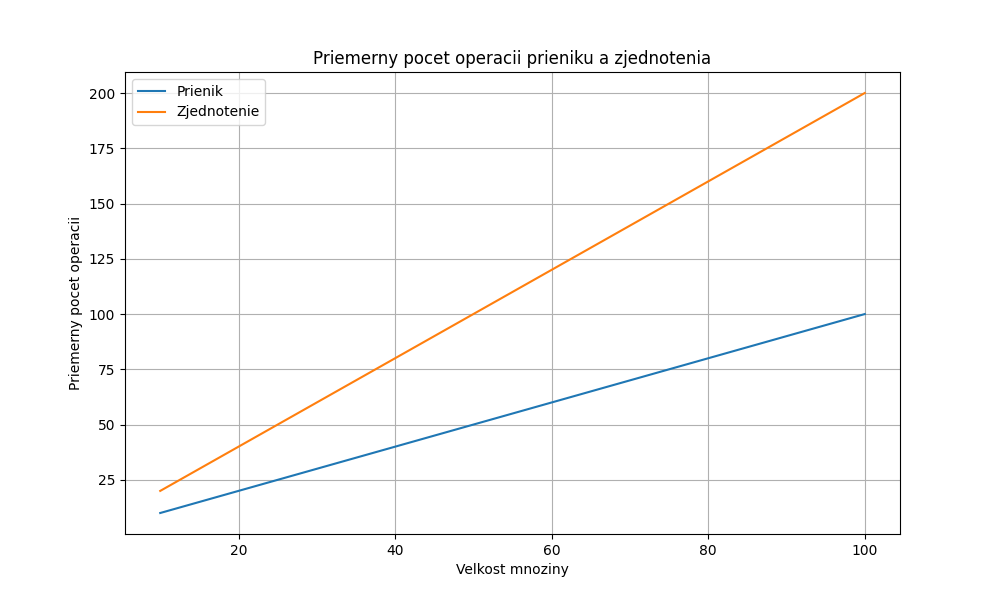 Priemerny pocet operacii prieniku a zjednotenia
Prienik
Zjednotenie
Priemerny pocet operacii
200
175
150
125
100
75
50
25
20
40
60
80
100
Velkost mnoziny